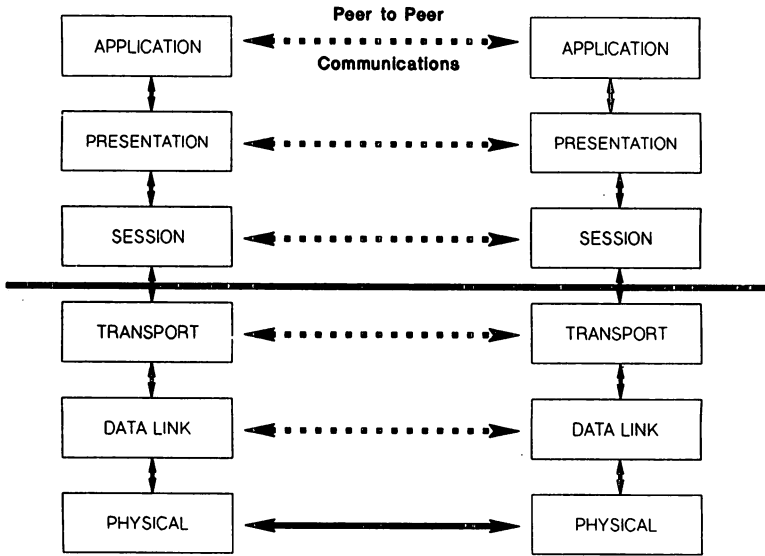 Peer to Peer
APPLICATION
APPLICATION
Communications
PRESENTATION
PRESENTATION
SESSION
SESSION
TRANSPORT
TRANSPORT
DATA LINK
DATA LINK
PHYSICAL
PHYSICAL